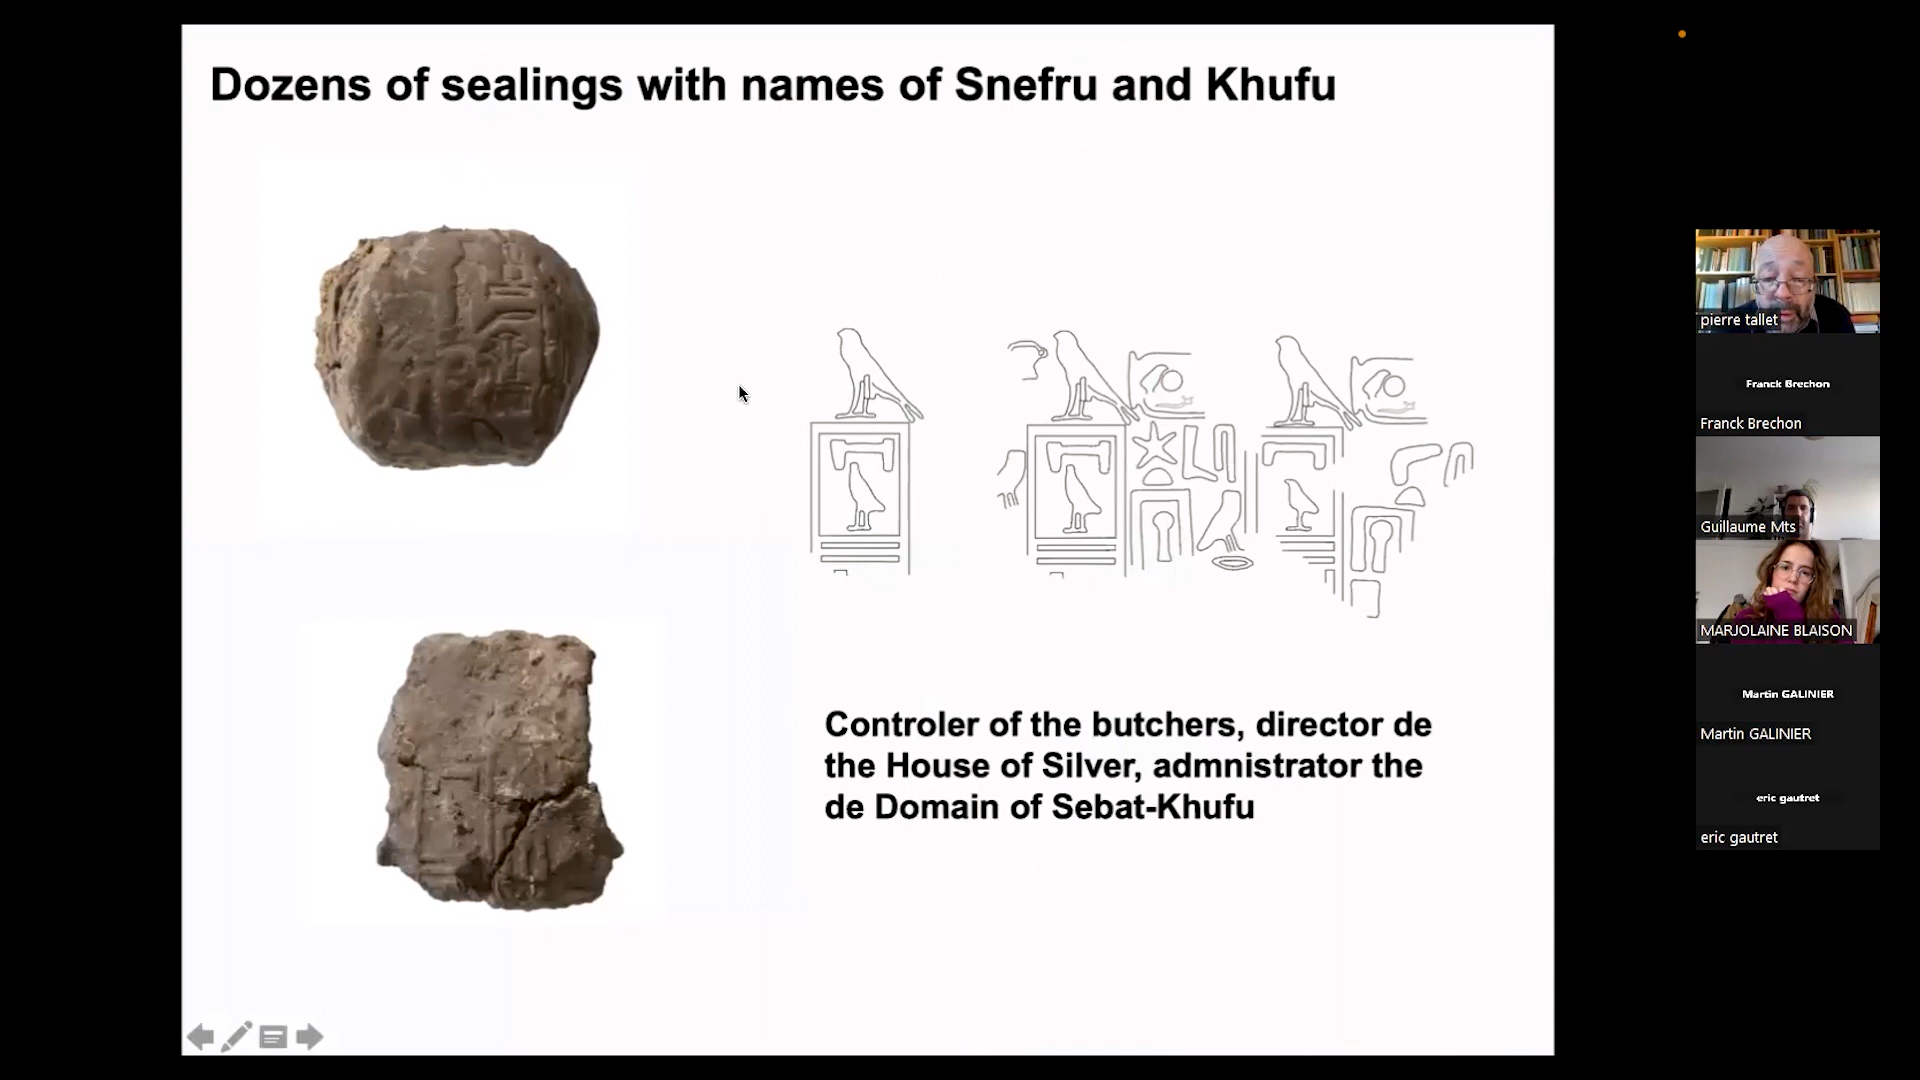 Dozens of sealings with names of Snefru and Khufu
Controler of the butchers, director de
the House of Silver, admnistrator the
de Domain of Sebat-Khufu
pierre tallet
Franck Brechon
Franck Brechon
Guillaume Mts
MARJOLAINE BLAISON
Martin GALINIER
Martin GALINIER
eric gautret
eric gautret